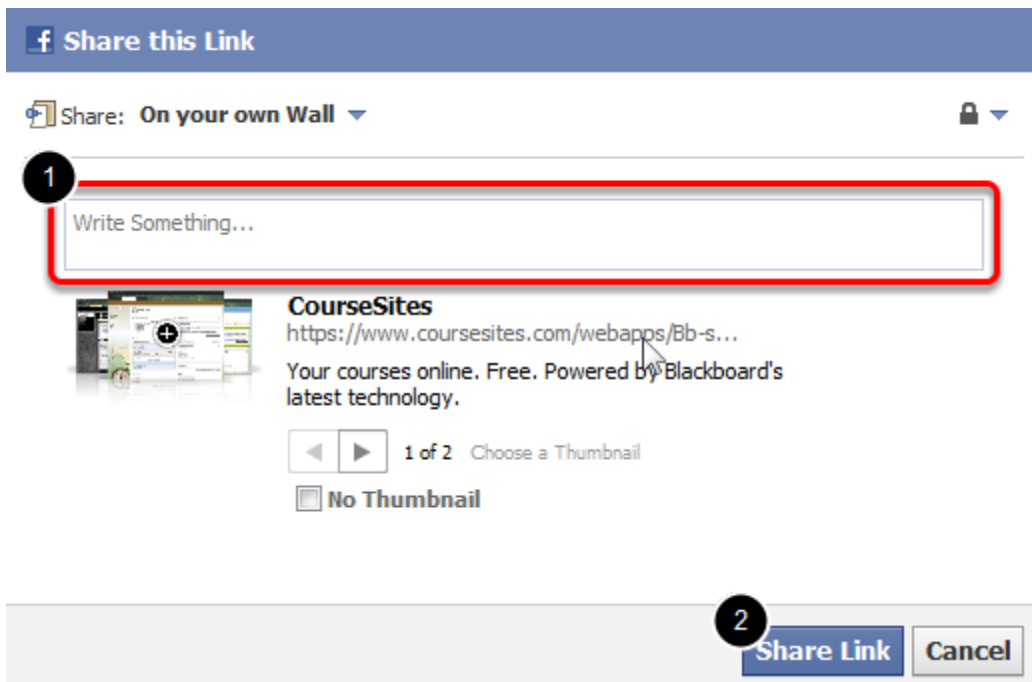 f Share this Link
Share: On your own Wall
1
Write Something...
CourseSites
https://www.coursesites.com/webapps/Bb-s...
Your courses online. Free. Powered by Blackboard's
latest technology.
1 of 2 Choose a Thumbnail
No Thumbnail
2
Share Link Cancel